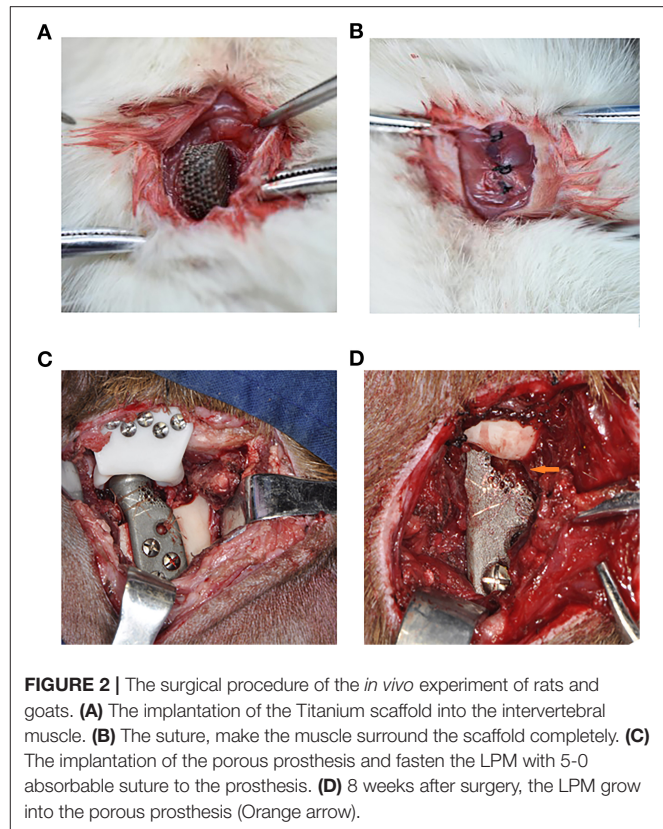 A
B
C
D
FIGURE 2 | The surgical procedure of the in vivo experiment of rats and
goats. (A) The implantation of the Titanium scaffold into the intervertebral
muscle. (B) The suture, make the muscle surround the scaffold completely. (C)
The implantation of the porous prosthesis and fasten the LPM with 5-0
absorbable suture to the prosthesis. (D) 8 weeks after surgery, the LPM grow
into the porous prosthesis (Orange arrow).